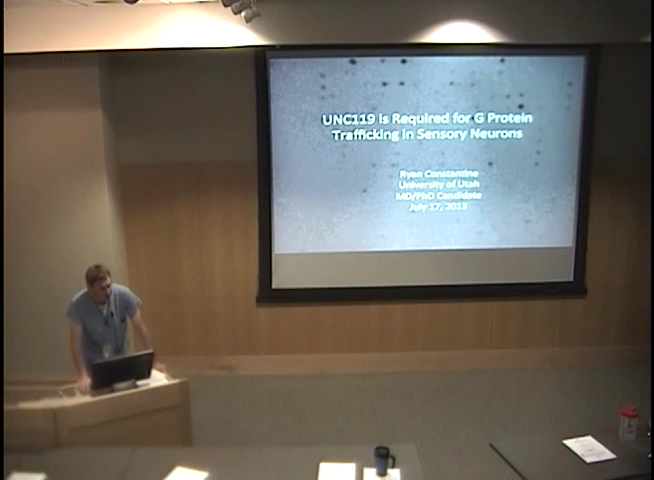 UNC119 is Required for G Protein
Trafficking in Sensory Neurons
Ryan Constantine
University of Utah
MD/PhD Candidate
July 17, 2013